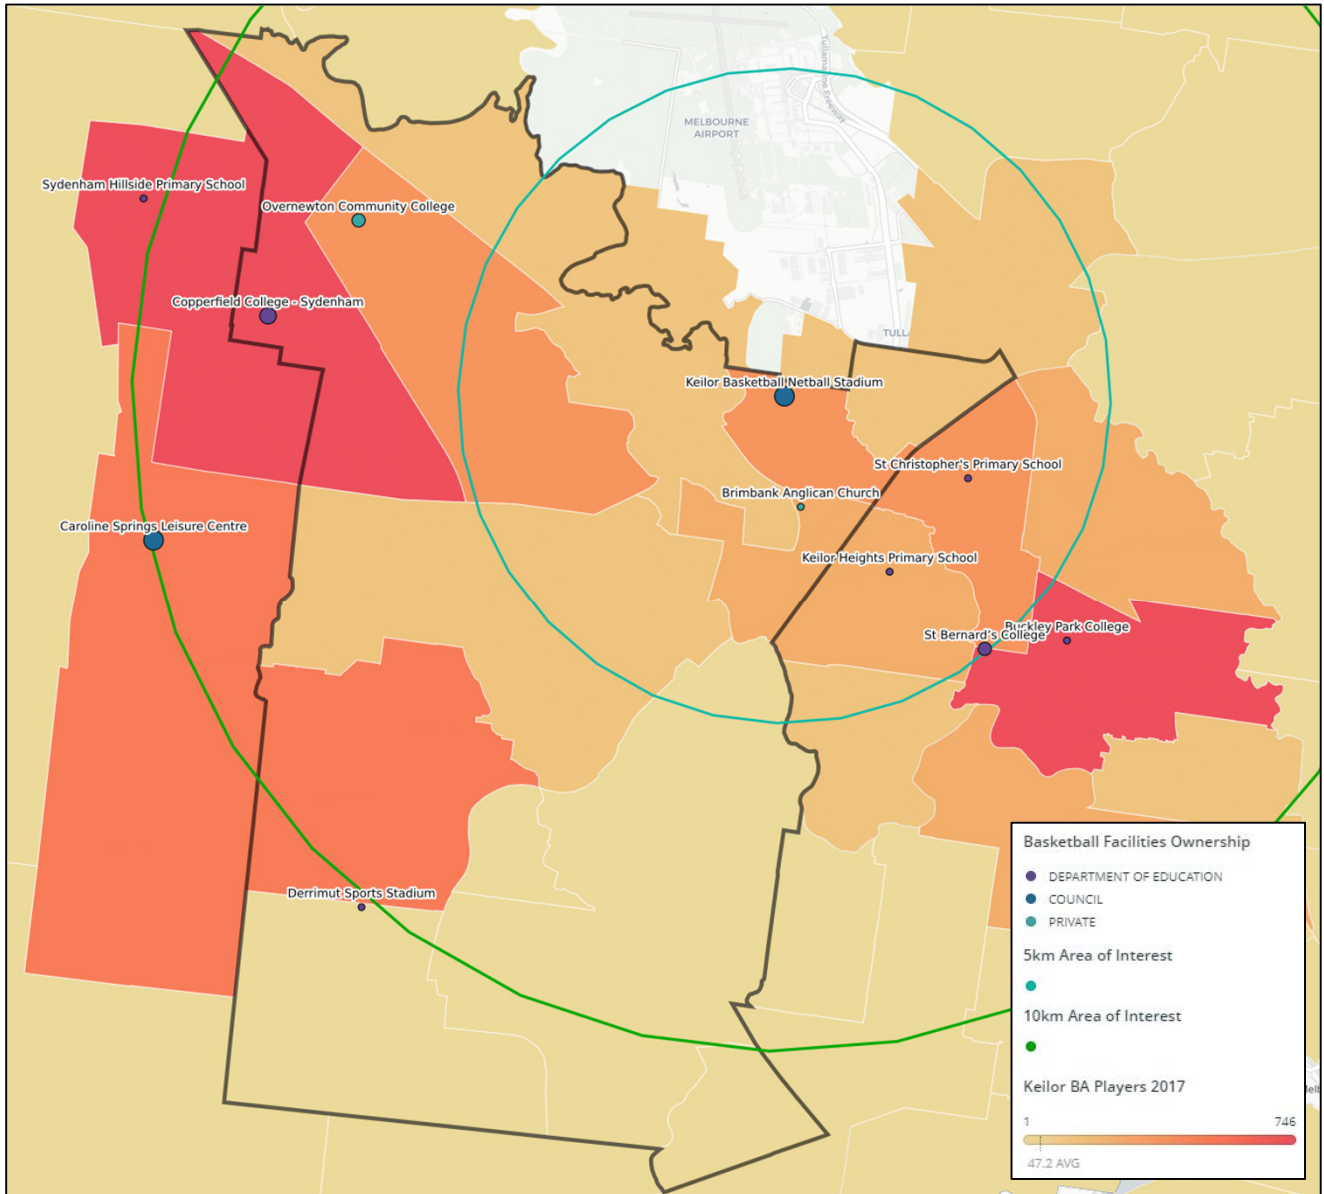 Tullamarine Freeway
MELBOURNE
AIRPORT
Sydenham Hillside Primary School
Overnewton Community College
Copperfield College - Sydenham
TULL
Keilor Basketball Netball Stadium
St Christopher's Primary School
Brimbank Anglican Church
Caroline Springs Leisure Centre
Keilor Heights Primary School
Buckley Park College
St Bernard's College
Derrimut Sports Stadium
Basketball Facilities Ownership
DEPARTMENT OF EDUCATION
COUNCIL
PRIVATE
5km Area of Interest
10km Area of Interest
Keilor BA Players 2017
1
746
47.2 AVG